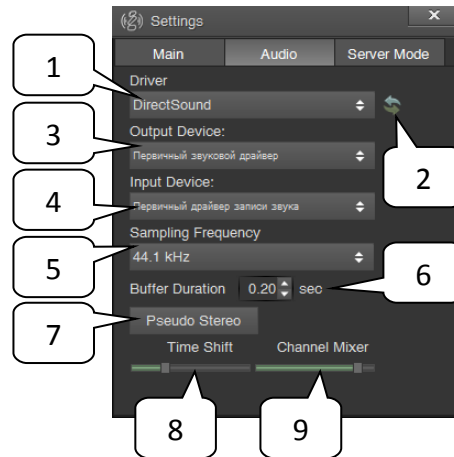 Settings
x
Main Audio Server Mode
1
Driver
DirectSound
2
Output Device:
3
Первичный звуковой драйвер
Input Device:
4
Первичный драйвер записи звука
Sampling Frequency
5
44.1 kHz
6
Buffer Duration 0.20 sec
7
Pseudo Stereo
Time Shift Channel Mixer
8 9